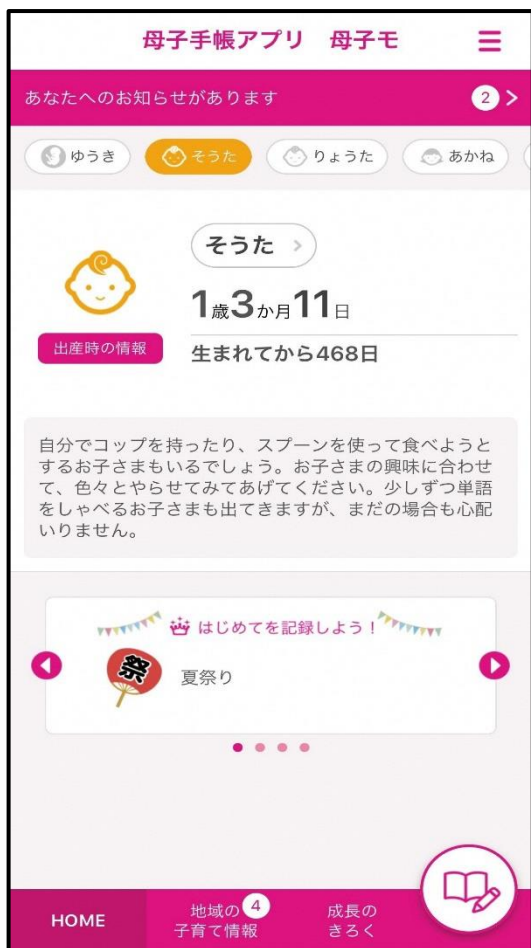 母子手帳アプリ 母子モ
あなたへのお知らせがあります 2
ゆうき そうた りょうた あかね
そうた
1歳3か月11日
出産時の情報
生まれてから468日
自分でコップを持ったり、スプーンを使って食べようと
するお子さまもいるでしょう。お子さまの興味に合わせ
て、色々とやらせてみてあげてください。少しずつ単語
をしゃべるお子さまも出てきますが、まだの場合も心配
いりません。
はじめてを記録しよう！
祭
夏祭り
HOME
地域の 4
子育て情報
成長の
きろく